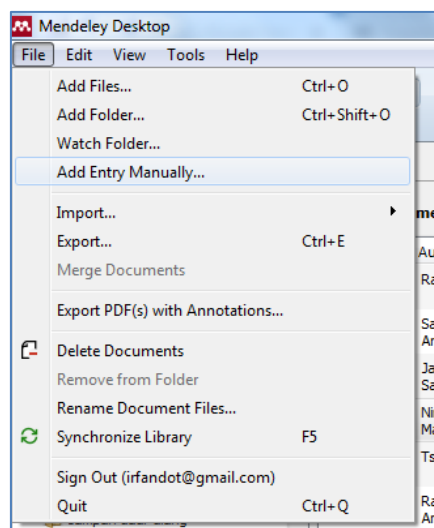 Mendeley Desktop
File Edit View Tools Help
Add Files... Ctrl+O
Add Folder... Ctrl+Shift+O
Watch Folder...
Add Entry Manually...
Import...
Export... Ctrl+E
Merge Documents
Export PDF(s) with Annotations...
Delete Documents
Remove from Folder
Rename Document Files...
Synchronize Library F5
Sign Out (irfandot@gmail.com)
Quit Ctrl+Q